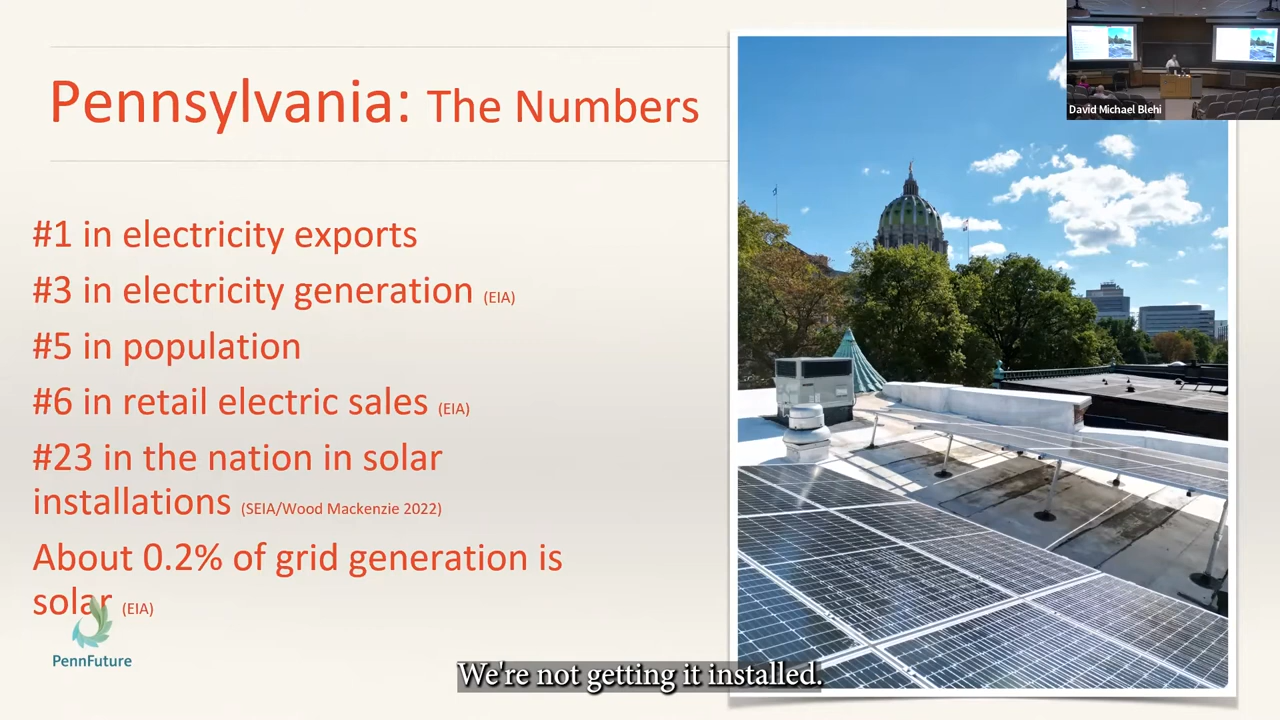 Pennsylvania: The Numbers
David Michael Blehi
#1 in electricity exports
#3 in electricity generation (EIA)
#5 in population
#6 in retail electric sales (EIA)
#23 in the nation in solar
installations (SEIA/Wood Mackenzie 2022)
About 0.2% of grid generation is
solar (EIA)
PennFuture
We're not getting it installed.